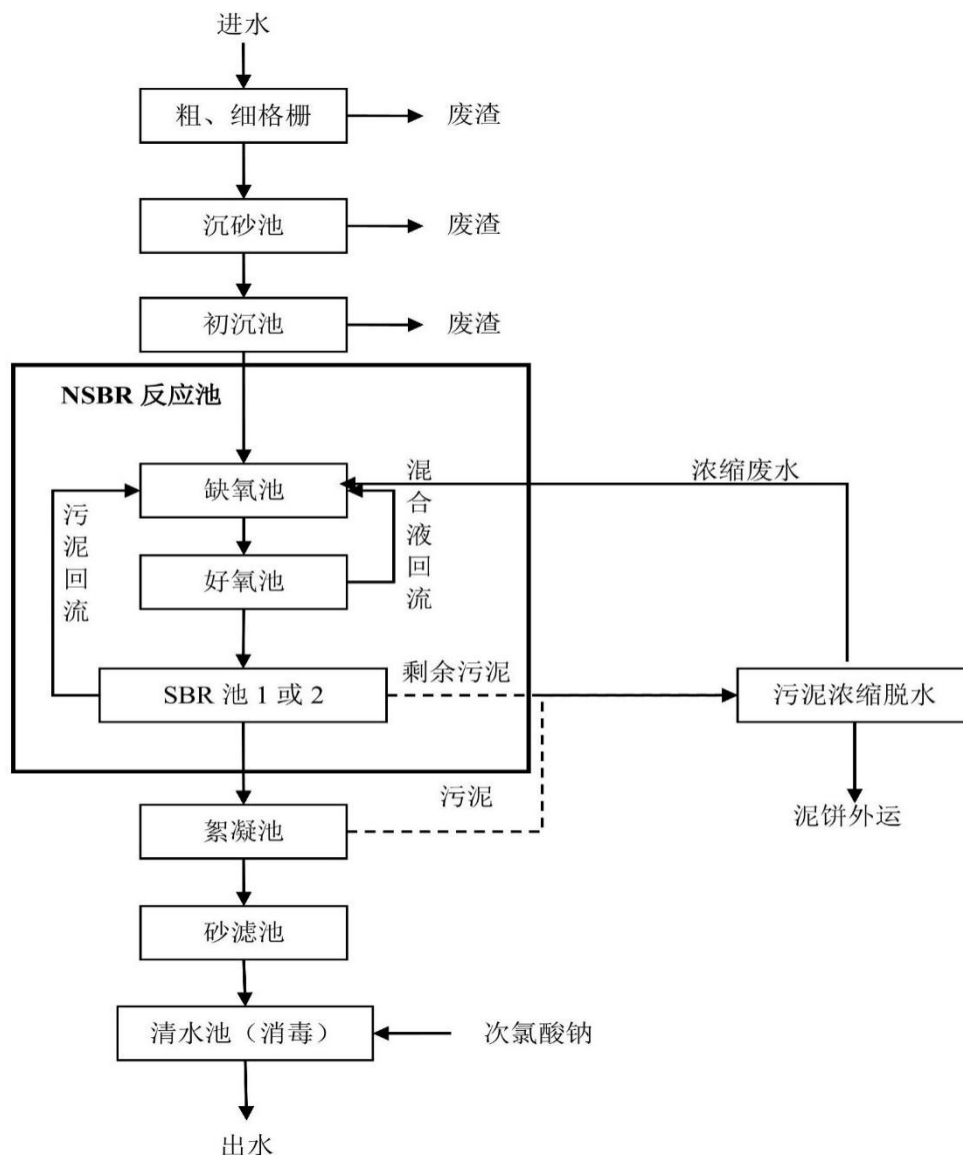 进水
粗、细格栅
废渣
沉砂池
废渣
初沉池
废渣
NSBR 反应池
缺氧池
混合液回流
浓缩废水
污泥回流
好氧池
SBR 池 1 或 2
剩余污泥
污泥浓缩脱水
污泥
泥饼外运
絮凝池
砂滤池
清水池（消毒）
次氯酸钠
出水